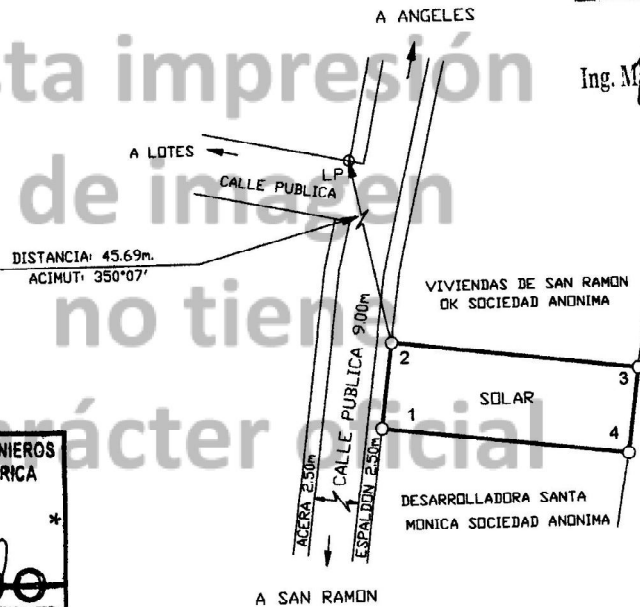 A ANGELES
sta impresión
Ing. M
A LOTES
LP
CALLE PUBLICA
de imagen
DISTANCIA: 45.69m.
ACIMUT: 350°07'
VIVIENDAS DE SAN RAMON
OK SOCIEDAD ANONIMA
no tiene
2
3
SOLAR
1
4
carácter oficial
NIEROS
RICA
*
ACERA 2.50m
CALLE PUBLICA 9.00m
ESPALDON 2.50m
DESARROLLADORA SANTA
MONICA SOCIEDAD ANONIMA
A SAN RAMON